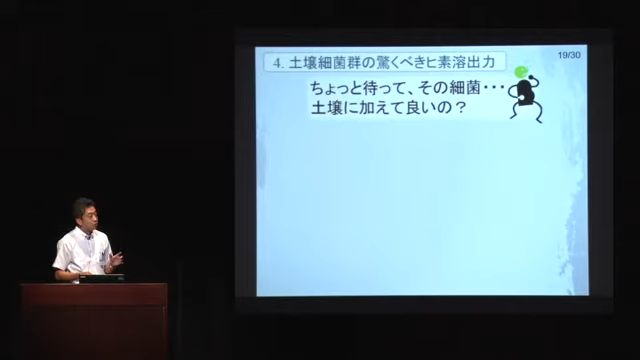 19/30
4. 土壌細菌群の驚くべきヒ素溶出力
ちょっと待って、その細菌・・・
土壌に加えて良いの？